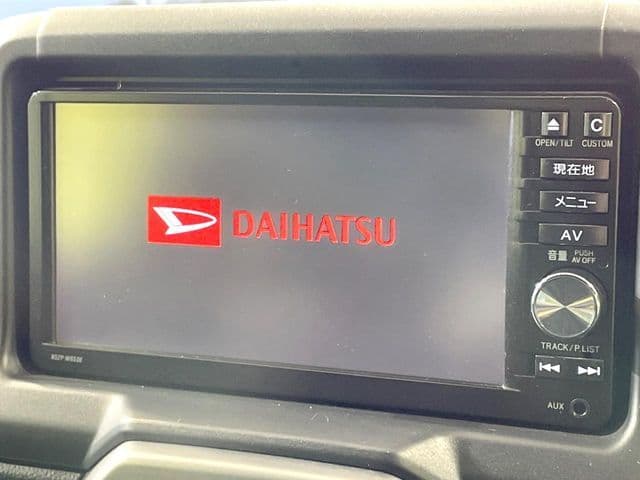 DAIHATSU
C
OPEN/TILT CUSTOM
現在地
メニュー
AV
音量 PUSH AV OFF
TRACK/P.LIST
AUX